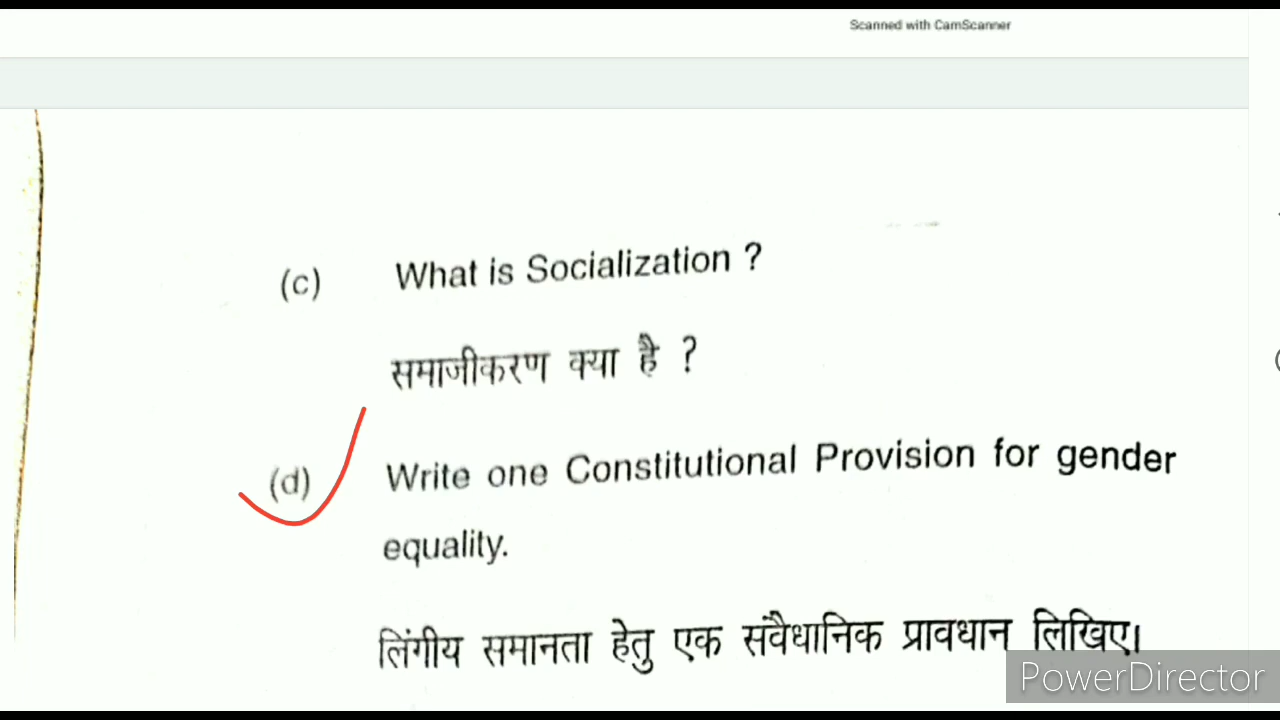 Scanned with CamScanner
(c) What is Socialization ?
समाजीकरण क्या है ?
(d) Write one Constitutional Provision for gender
equality.
लिंगीय समानता हेतु एक संवैधानिक प्रावधान लिखिए।
PowerDirector